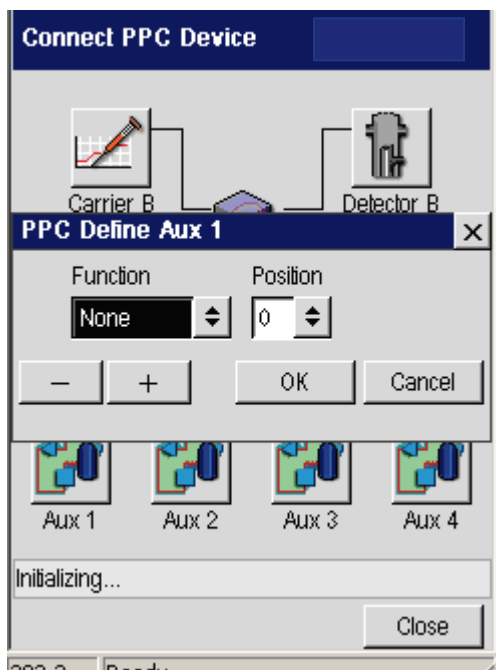 Connect PPC Device
Carrier B Detector B
PPC Define Aux 1
Function Position
None 0
− + OK Cancel
Aux 1 Aux 2 Aux 3 Aux 4
Initializing...
Close